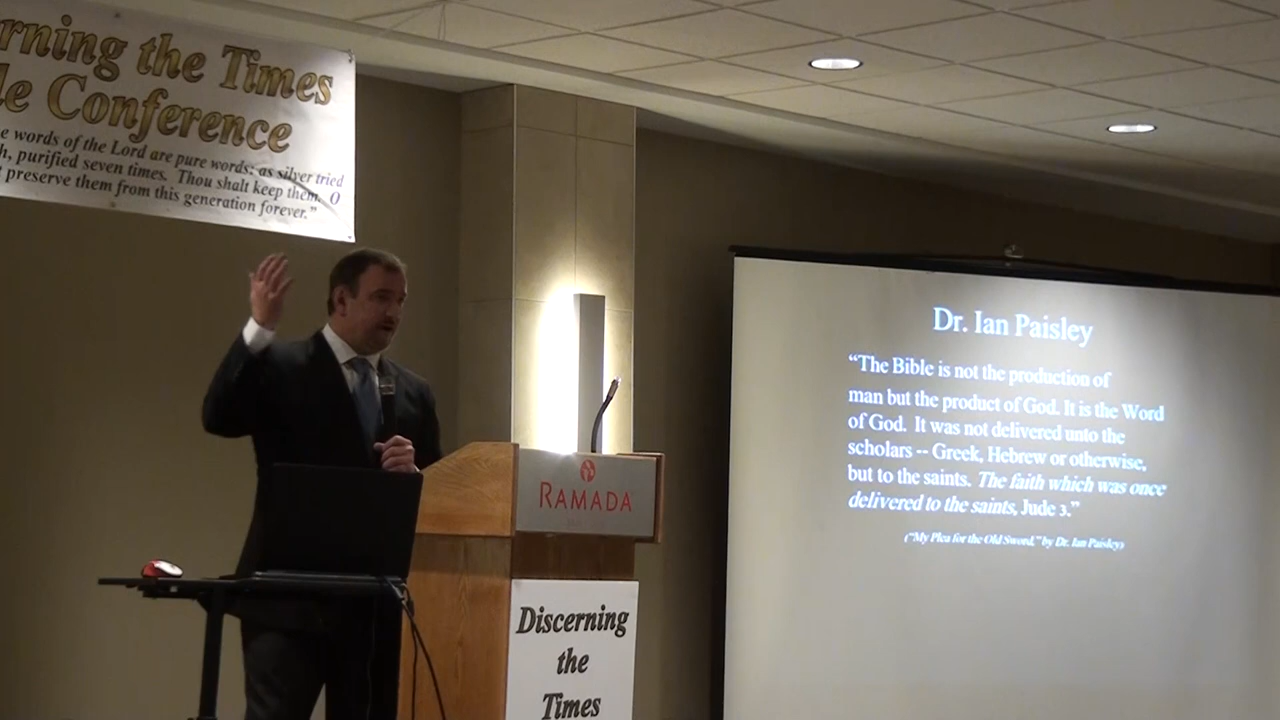 rning the Times
le Conference
e words of the Lord are pure words: as silver tried
h, purified seven times. Thou shalt keep them, O
preserve them from this generation forever."
Dr. Ian Paisley
“The Bible is not the production of
man but the product of God. It is the Word
of God. It was not delivered unto the
scholars -- Greek, Hebrew or otherwise,
but to the saints. The faith which was once
delivered to the saints, Jude 3.”
(“My Plea for the Old Sword,” by Dr. Ian Paisley)
RAMADA
Discerning
the
Times